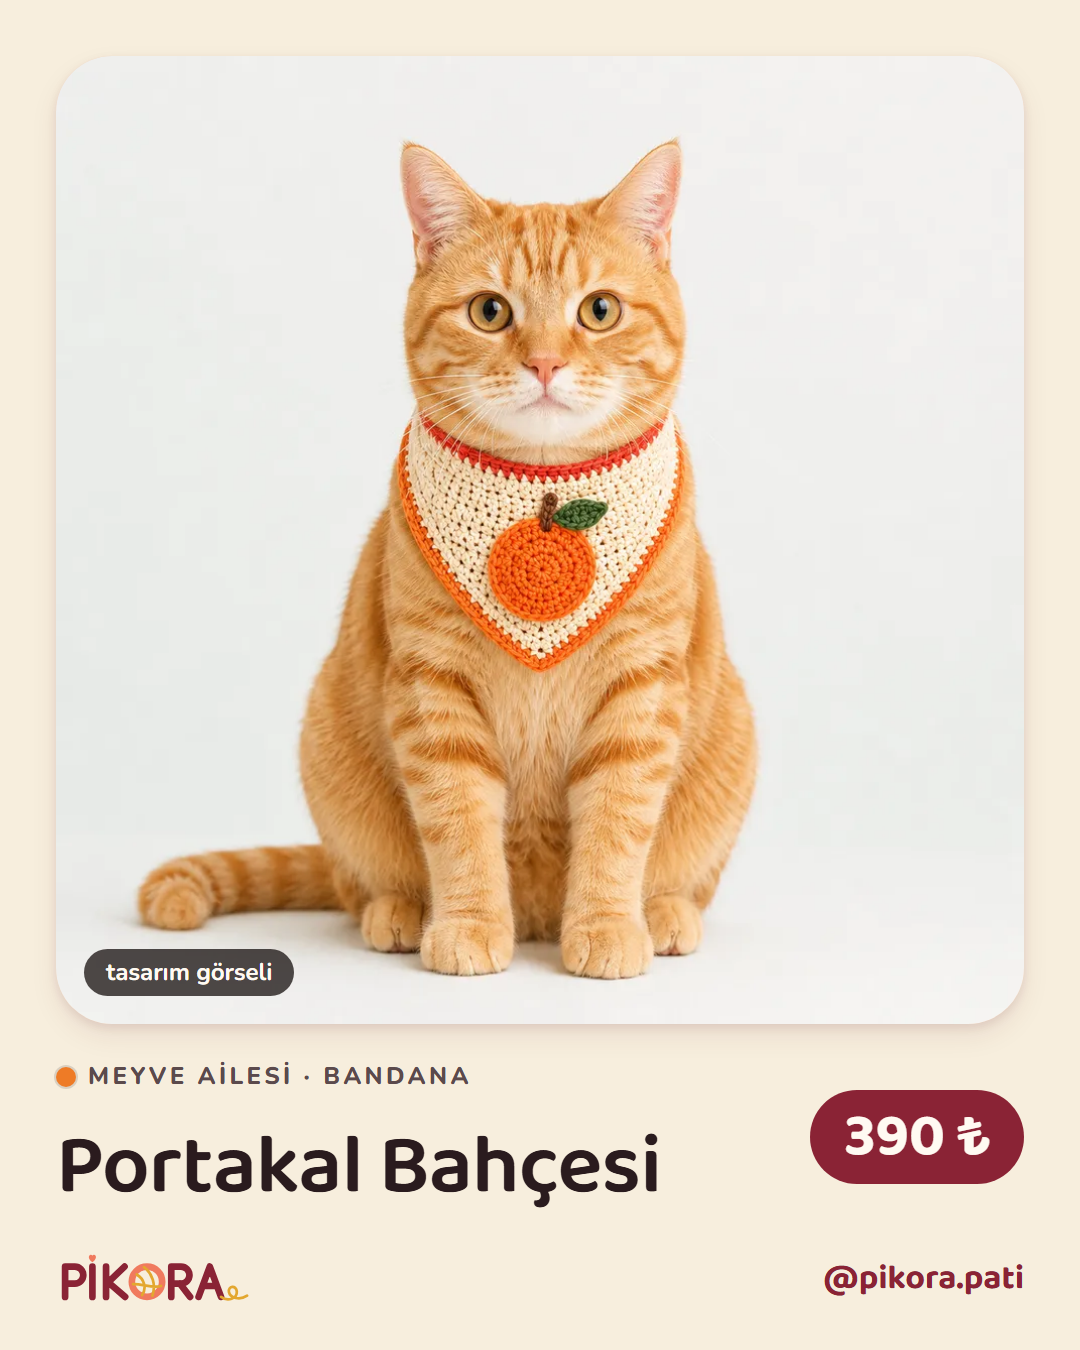 tasarım görseli
MEYVE AİLESİ · BANDANA
Portakal Bahçesi
390 ₺
PİKORA
@pikora.pati